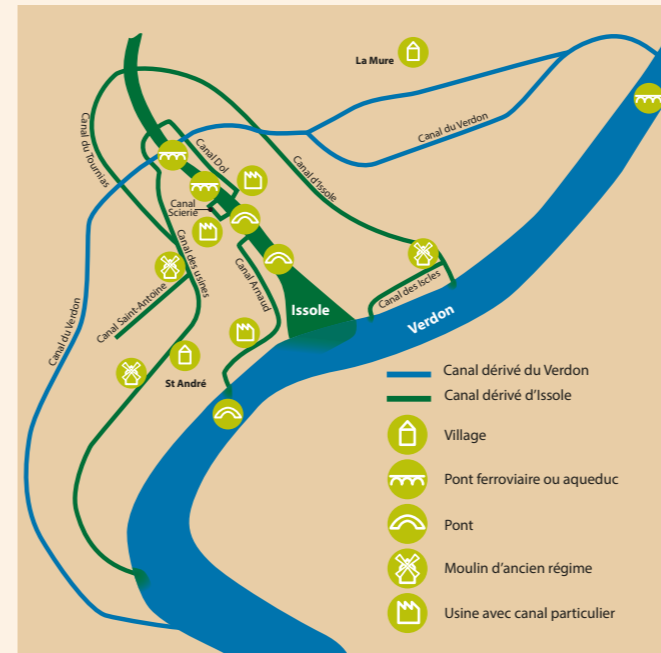 La Mure
Canal du Verdon
Canal du Tournias
Canal Dol
Canal d'Issole
Canal
Scierié
Canal des usines
Canal Arnaud
Canal des Iscles
Canal Saint-Antoine
Canal du Verdon
Issole
Verdon
St André
Canal dérivé du Verdon
Canal dérivé d'Issole
Village
Pont ferroviaire ou aqueduc
Pont
Moulin d'ancien régime
Usine avec canal particulier